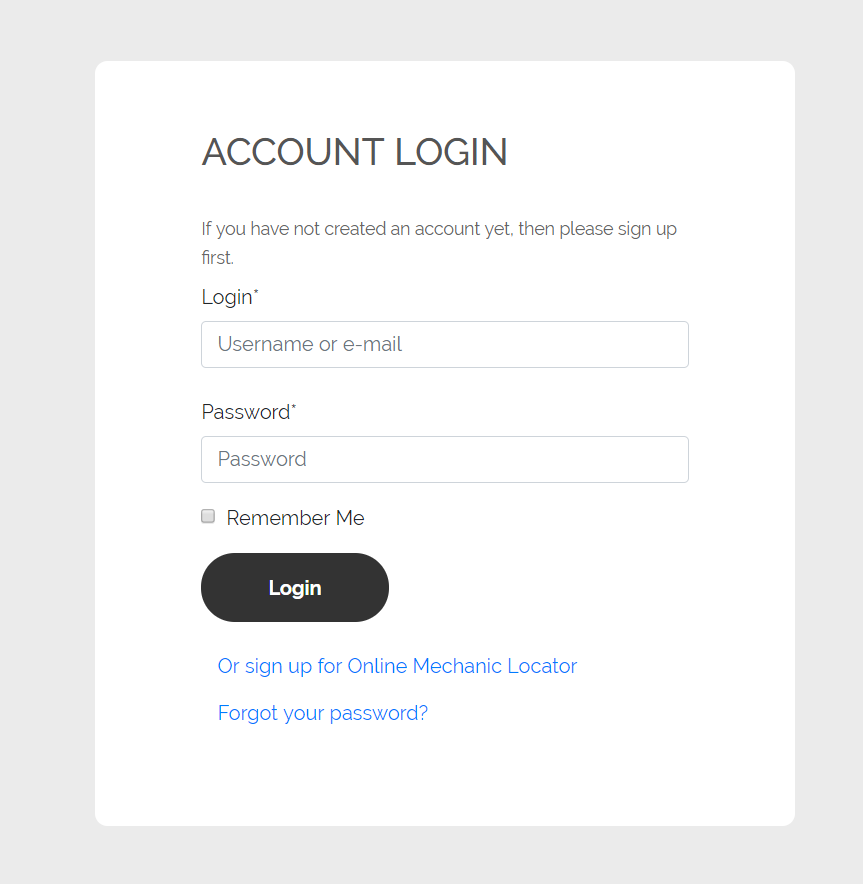 ACCOUNT LOGIN
If you have not created an account yet, then please sign up
first.
Login*
Username or e-mail
Password*
Password
Remember Me
Login
Or sign up for Online Mechanic Locator
Forgot your password?